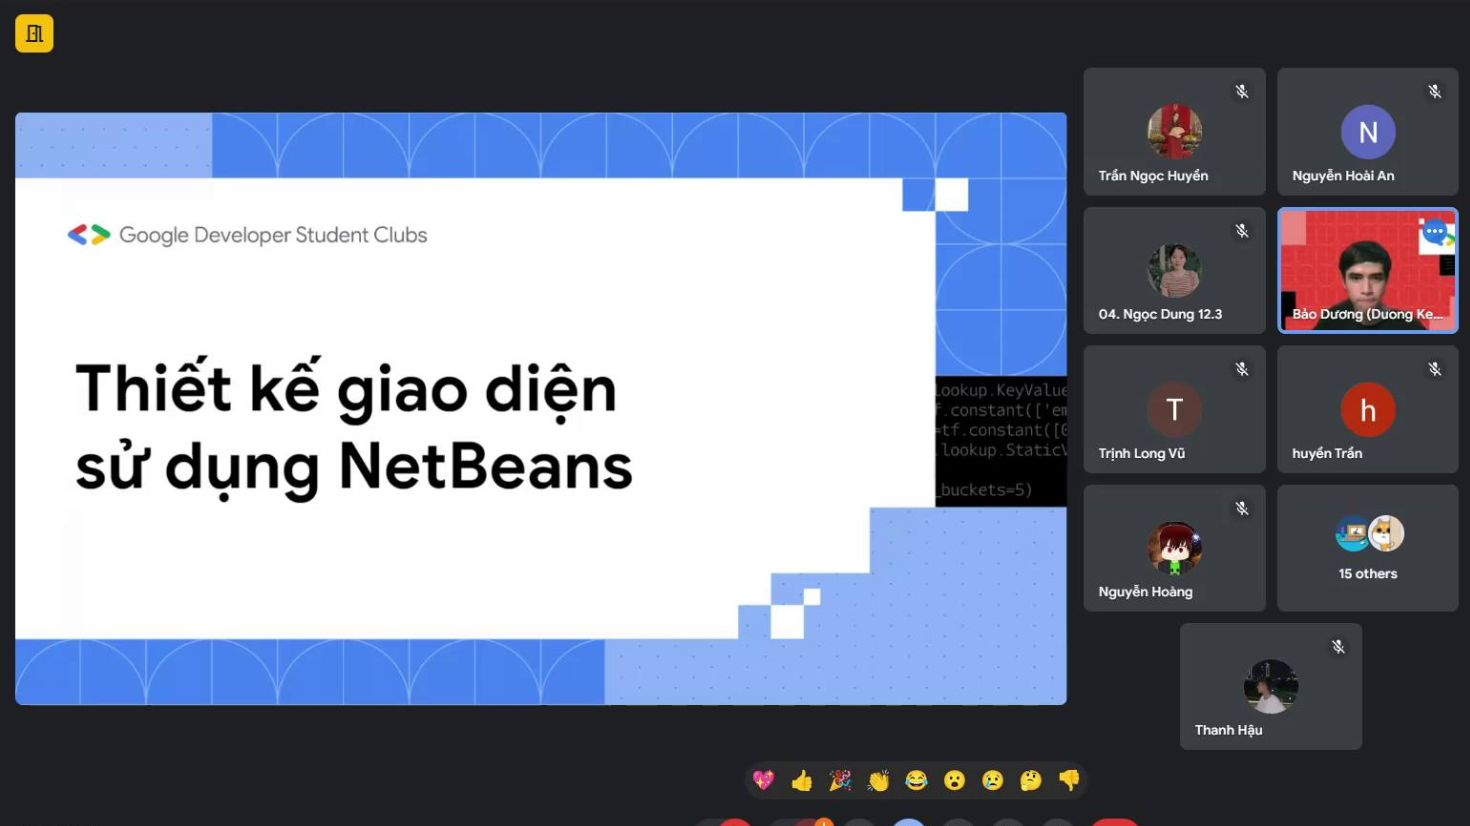 Google Developer Student Clubs
Thiết kế giao diện
sử dụng NetBeans
lookup.KeyValue
f.constant(['em
=tf.constant([0
.lookup.StaticV
_buckets=5)
Trần Ngọc Huyền
N
Nguyễn Hoài An
04. Ngọc Dung 12.3
Bảo Dương (Duong Ke...
T
Trịnh Long Vũ
h
huyền Trần
Nguyễn Hoàng
15 others
Thanh Hậu